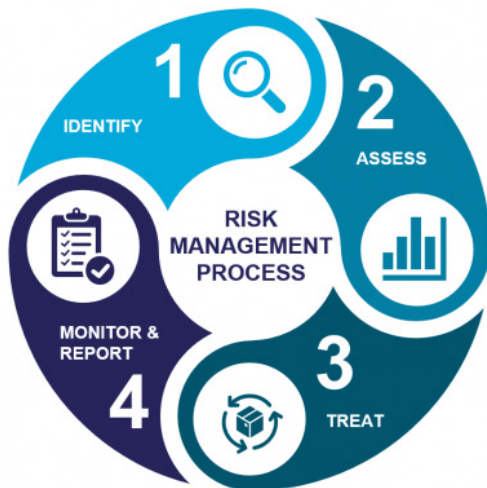 RISK
MANAGEMENT
PROCESS
1
IDENTIFY
2
ASSESS
3
TREAT
MONITOR &
REPORT
4